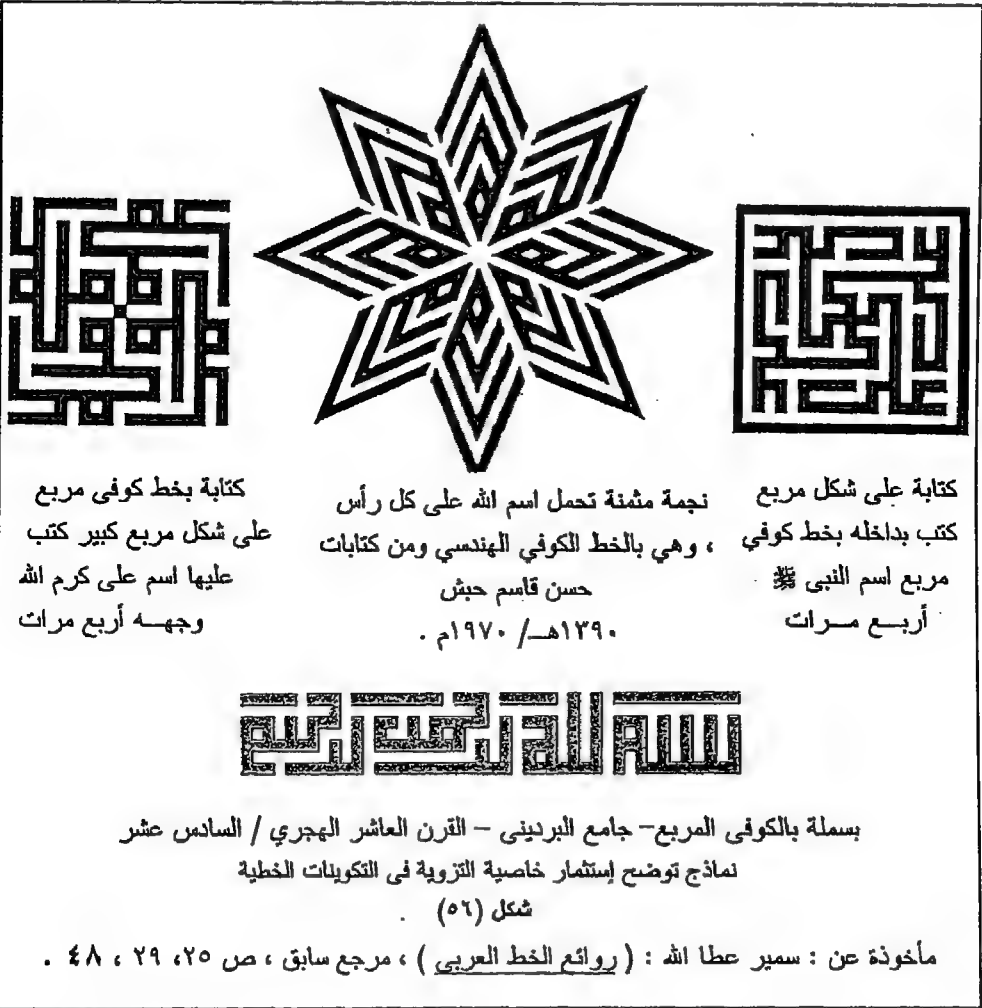 كتابة على شكل مربع
كتب بداخله بخط كوفي
مربع اسم النبى ﷺ
أربـــع مـــرات
نجمة مثمنة تحمل اسم الله على كل رأس
، وهي بالخط الكوفي الهندسي ومن كتابات
حسن قاسم حبش
١٣٩٠هـ/ ١٩٧٠م .
كتابة بخط كوفى مربع
على شكل مربع كبير كتب
عليها اسم على كرم الله
وجهـــه أربع مرات
بسملة بالكوفى المربع– جامع البردينى – القرن العاشر الهجري / السادس عشر
نماذج توضح إستثمار خاصية التزوية فى التكوينات الخطية
شكل (٥٦) .
مأخوذة عن : سمير عطا الله : ( روائع الخط العربى ) ، مرجع سابق ، ص ٢٥، ٢٩ ، ٤٨ .